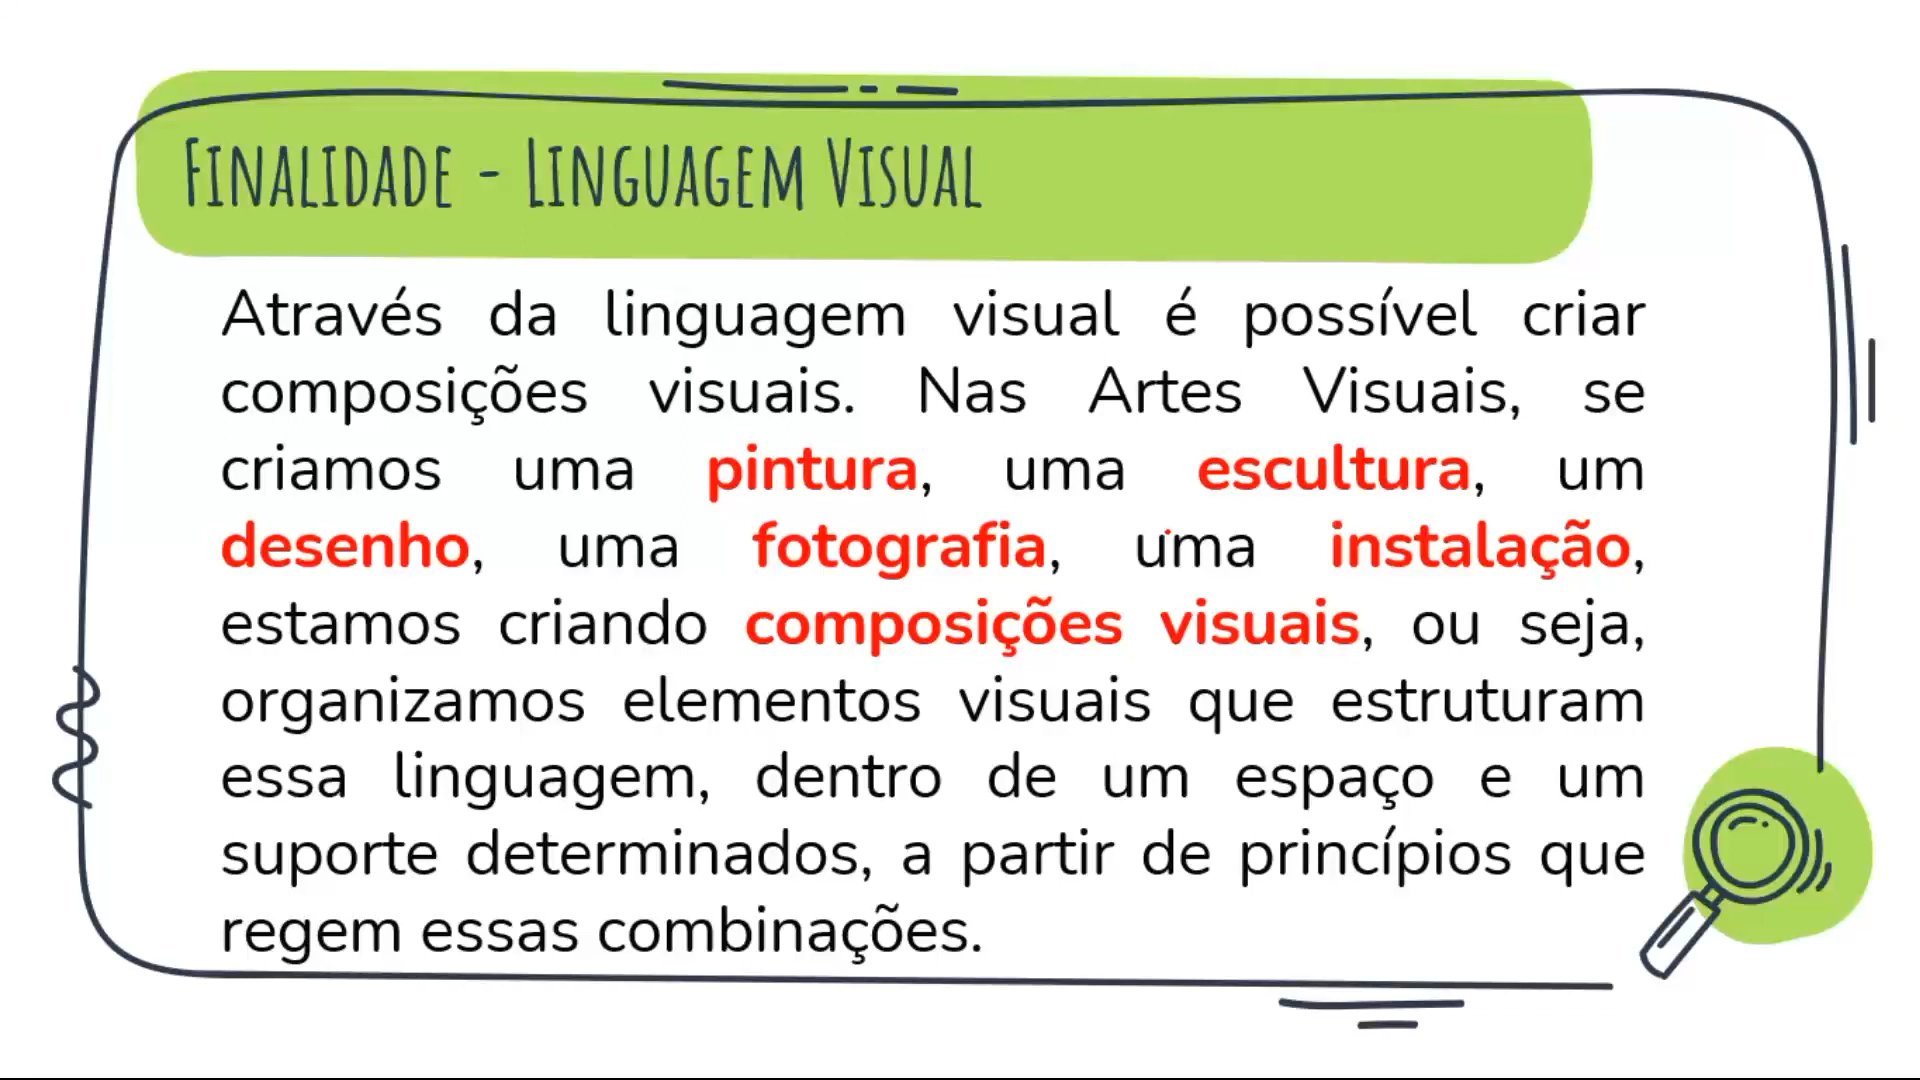 Finalidade - Linguagem Visual
Através da linguagem visual é possível criar
composições visuais. Nas Artes Visuais, se
criamos uma pintura, uma escultura, um
desenho, uma fotografia, uma instalação,
estamos criando composições visuais, ou seja,
organizamos elementos visuais que estruturam
essa linguagem, dentro de um espaço e um
suporte determinados, a partir de princípios que
regem essas combinações.